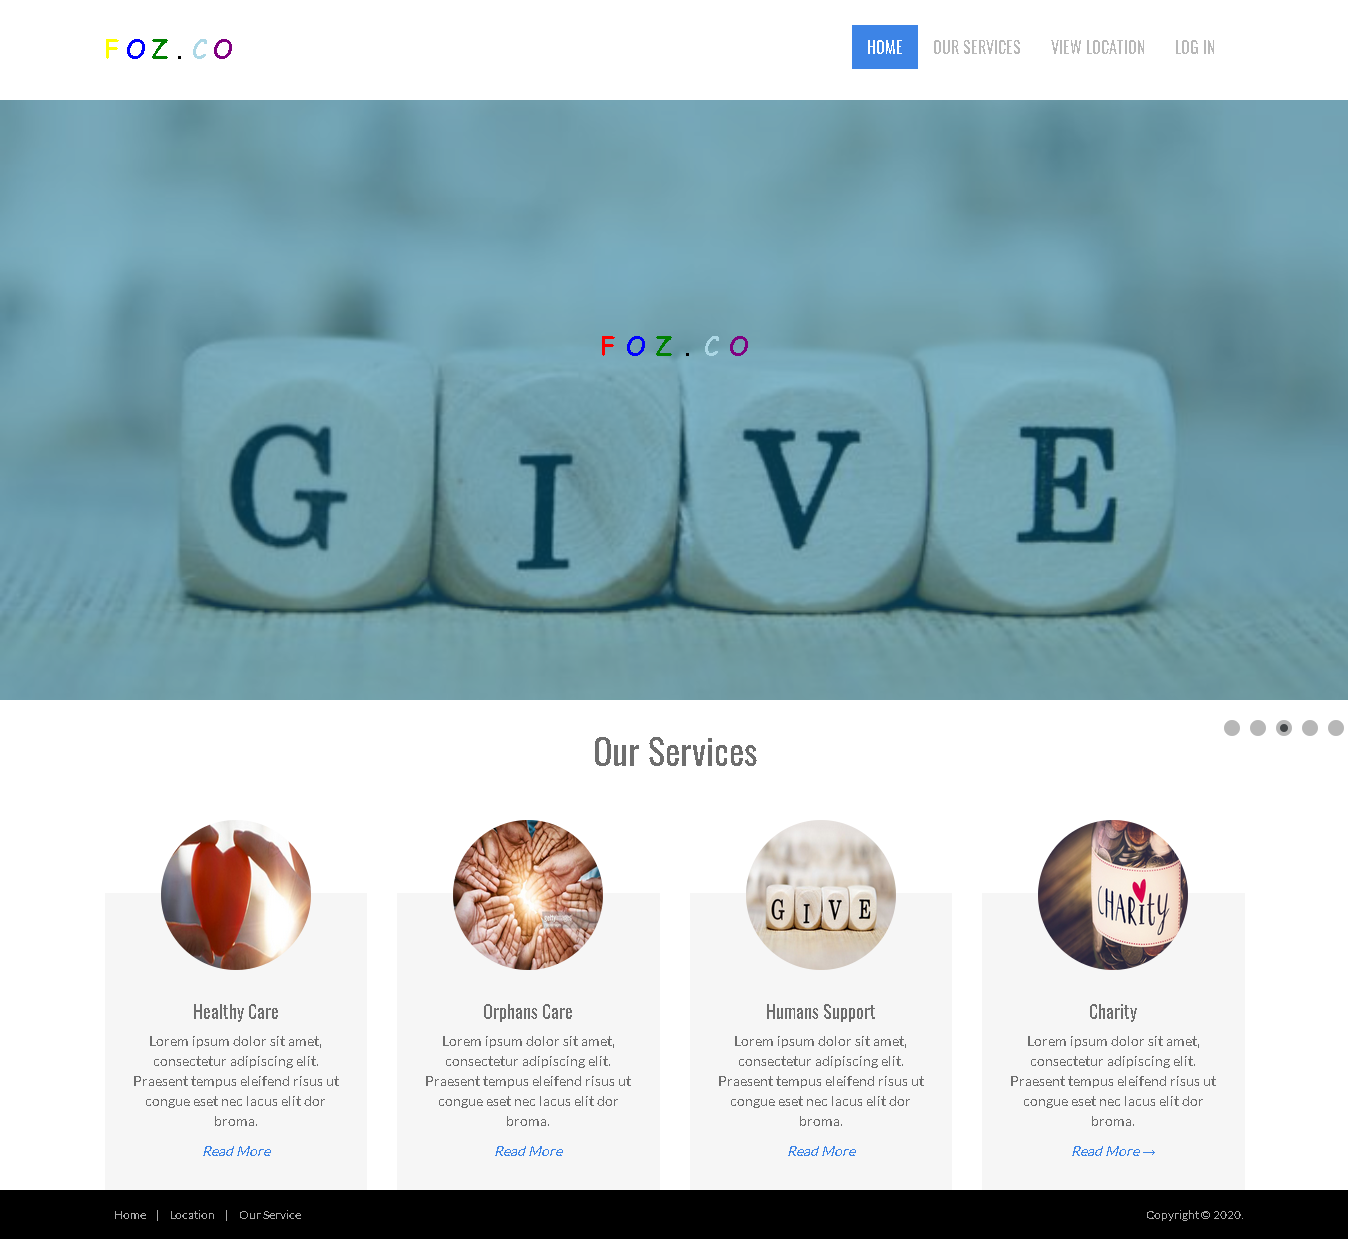 FOZ.CO
HOME OUR SERVICES VIEW LOCATION LOG IN
FOZ.CO
G I V E
Our Services
GIVE
CHARITY
Healthy Care
Lorem ipsum dolor sit amet,
consectetur adipiscing elit.
Praesent tempus eleifend risus ut
congue eset nec lacus elit dor
broma.
Read More
Orphans Care
Lorem ipsum dolor sit amet,
consectetur adipiscing elit.
Praesent tempus eleifend risus ut
congue eset nec lacus elit dor
broma.
Read More
Humans Support
Lorem ipsum dolor sit amet,
consectetur adipiscing elit.
Praesent tempus eleifend risus ut
congue eset nec lacus elit dor
broma.
Read More
Charity
Lorem ipsum dolor sit amet,
consectetur adipiscing elit.
Praesent tempus eleifend risus ut
congue eset nec lacus elit dor
broma.
Read More →
Home | Location | Our Service
Copyright © 2020.